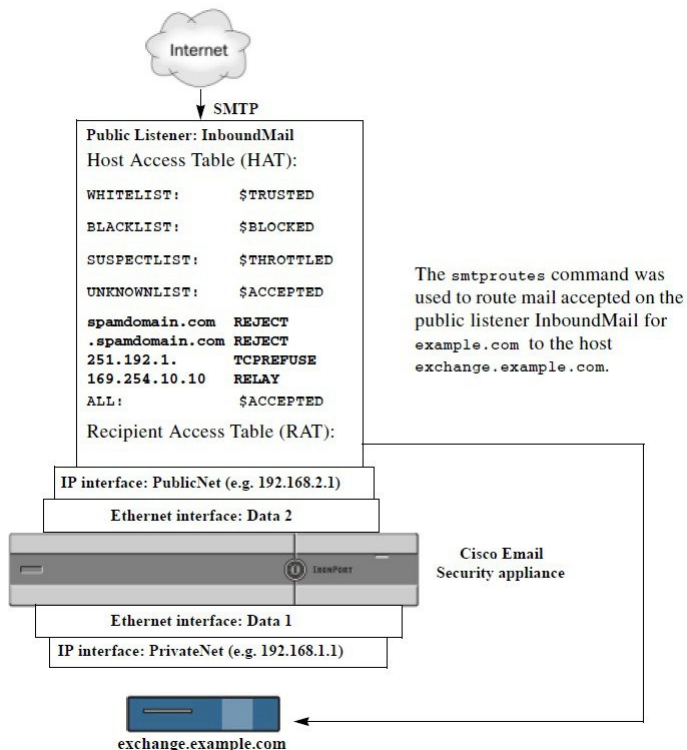 Internet
SMTP
Public Listener: InboundMail
Host Access Table (HAT):
WHITELIST: $TRUSTED
BLACKLIST: $BLOCKED
SUSPECTLIST: $THROTTLED
UNKNOWNLIST: $ACCEPTED
spamdomain.com REJECT
.spamdomain.com REJECT
251.192.1. TCPREFUSE
169.254.10.10 RELAY
ALL: $ACCEPTED
Recipient Access Table (RAT):
The smtproutes command was
used to route mail accepted on the
public listener InboundMail for
example.com to the host
exchange.example.com.
IP interface: PublicNet (e.g. 192.168.2.1)
Ethernet interface: Data 2
IRONPORT
Cisco Email
Security appliance
Ethernet interface: Data 1
IP interface: PrivateNet (e.g. 192.168.1.1)
exchange.example.com